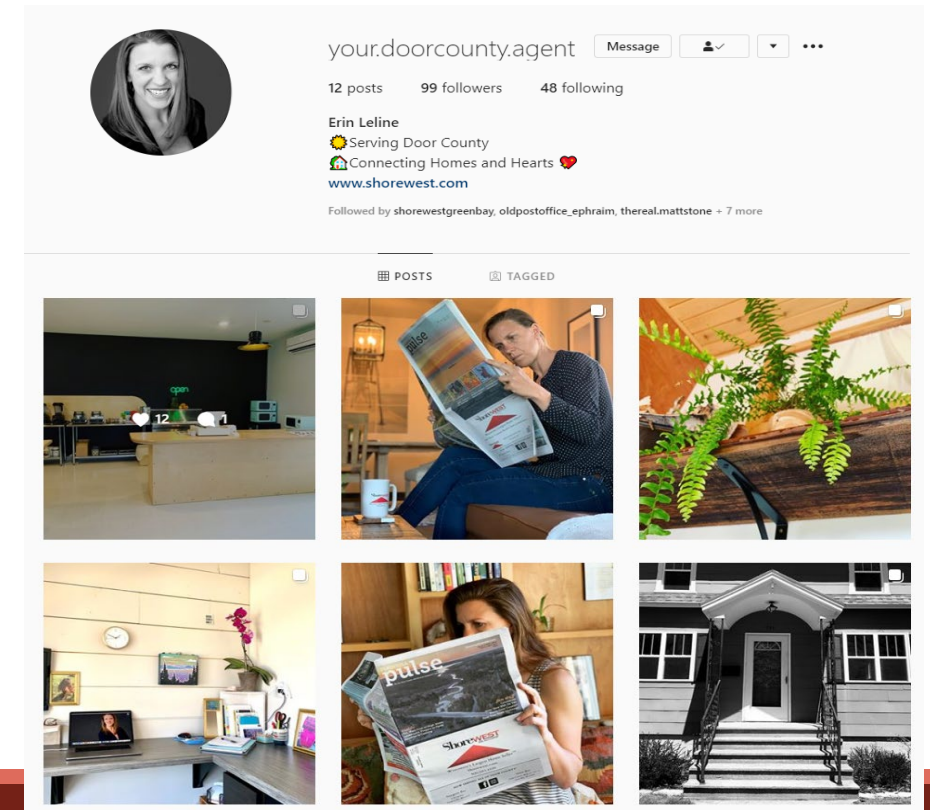 your.doorcounty.agent
Message
12 posts 99 followers 48 following
Erin Leline
Serving Door County
Connecting Homes and Hearts
www.shorewest.com
Followed by shorewestgreenbay, oldpostoffice_ephraim, thereal.mattstone + 7 more
POSTS TAGGED
open
12 1
pulse
SHOREWEST
pulse
SHOREWEST